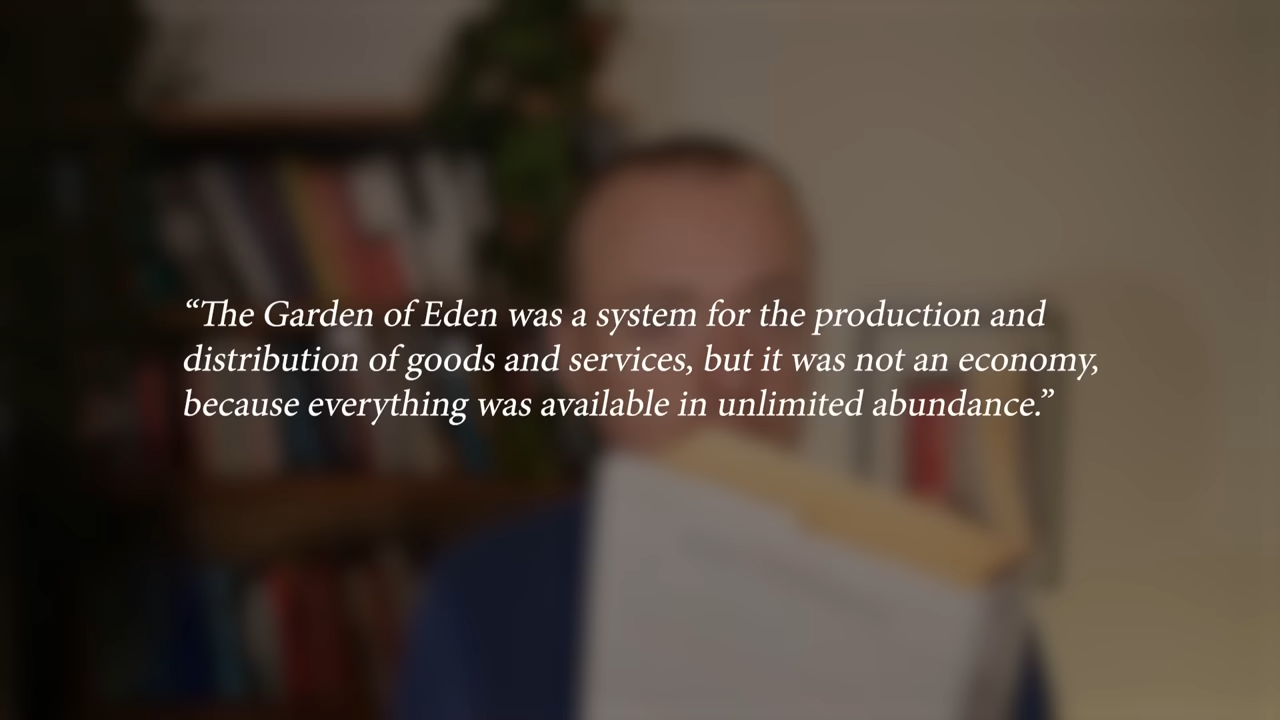 “The Garden of Eden was a system for the production and
distribution of goods and services, but it was not an economy,
because everything was available in unlimited abundance.”